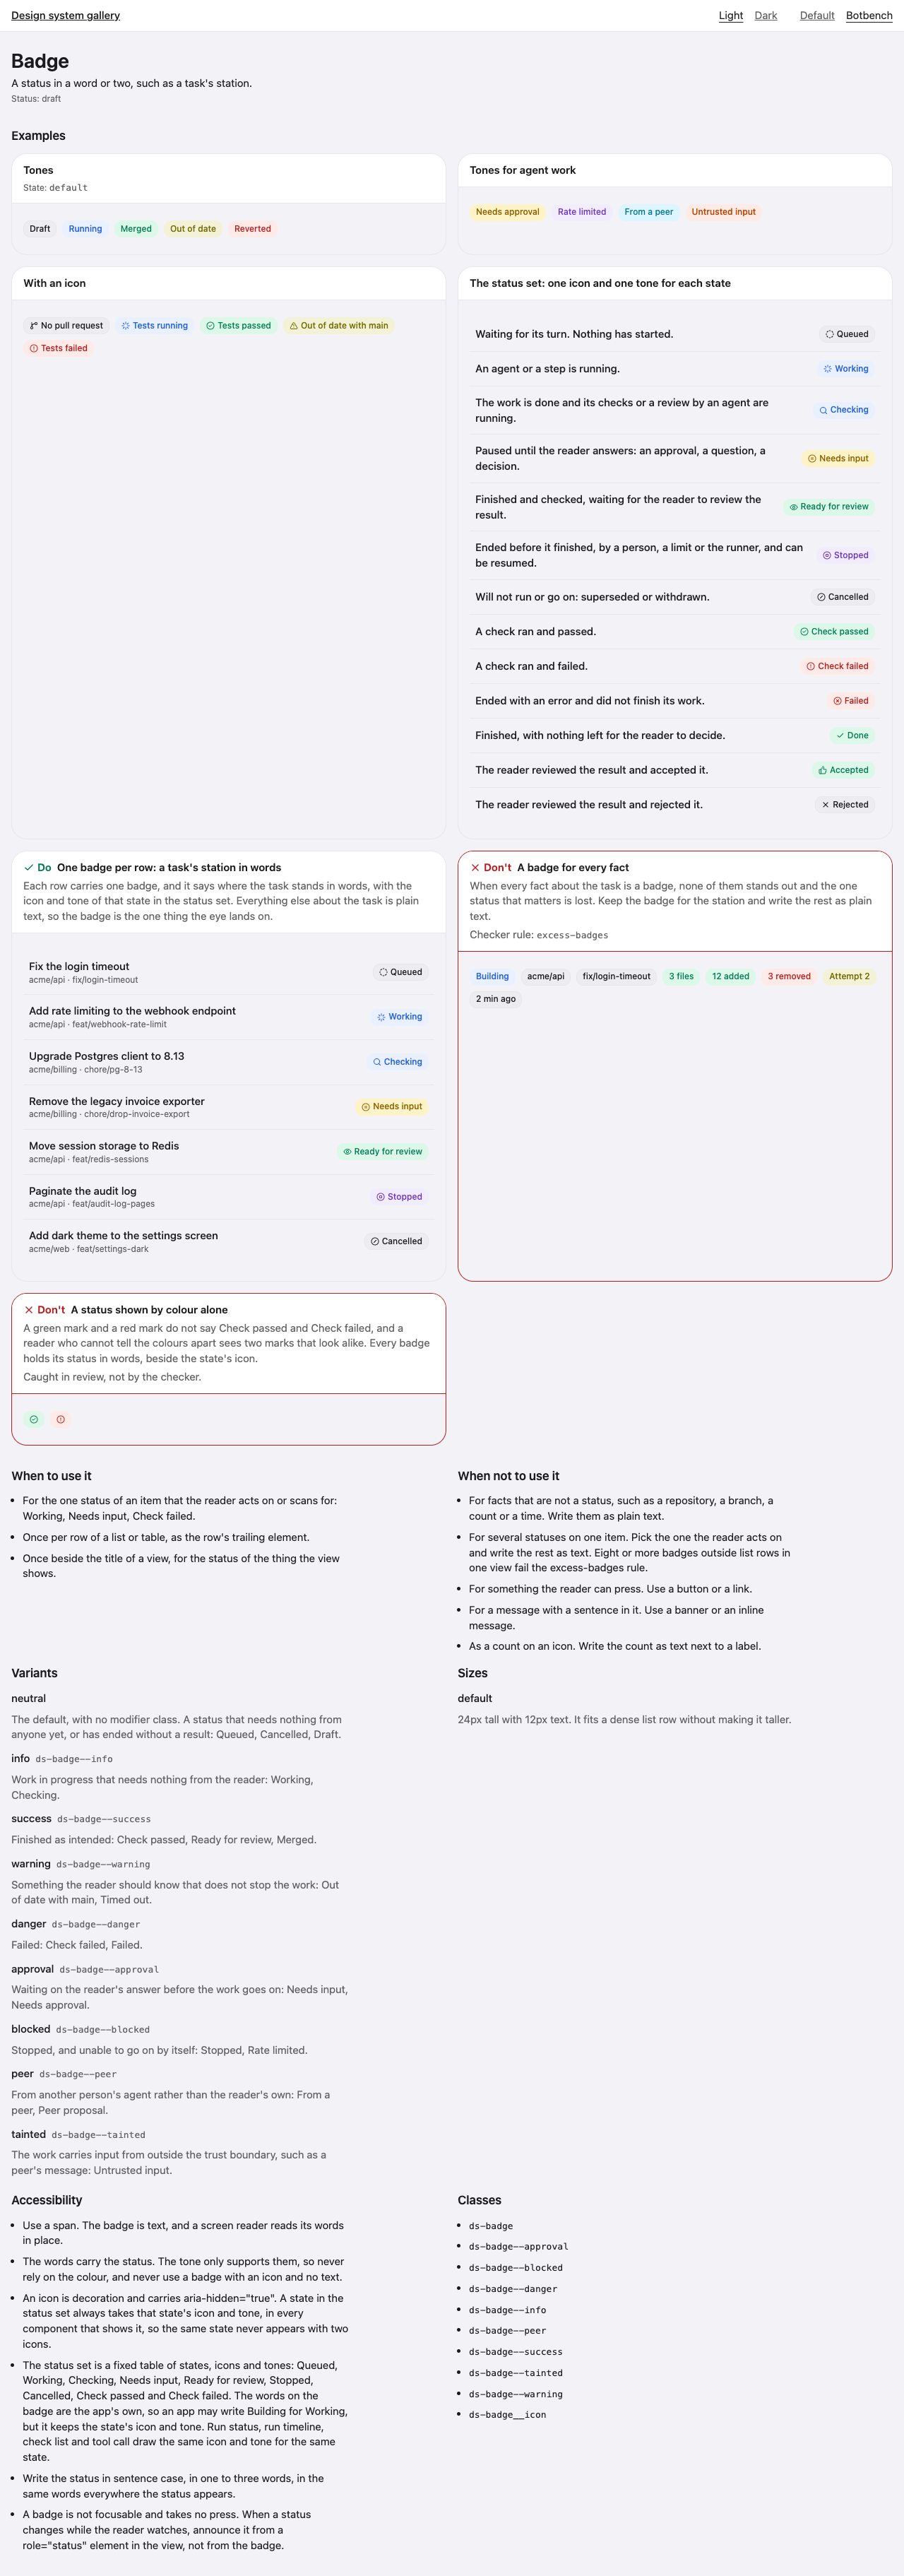 Design system gallery
Light Dark Default Botbench
Badge
A status in a word or two, such as a task's station.
Status: draft
Examples
Tones
State: default
Draft Running Merged Out of date Reverted
Tones for agent work
Needs approval Rate limited From a peer Untrusted input
With an icon
No pull request Tests running Tests passed Out of date with main
Tests failed
The status set: one icon and one tone for each state
Waiting for its turn. Nothing has started. Queued
An agent or a step is running. Working
The work is done and its checks or a review by an agent are
running.
Checking
Paused until the reader answers: an approval, a question, a
decision.
Needs input
Finished and checked, waiting for the reader to review the
result.
Ready for review
Ended before it finished, by a person, a limit or the runner, and can
be resumed.
Stopped
Will not run or go on: superseded or withdrawn. Cancelled
A check ran and passed. Check passed
A check ran and failed. Check failed
Ended with an error and did not finish its work. Failed
Finished, with nothing left for the reader to decide. Done
The reader reviewed the result and accepted it. Accepted
The reader reviewed the result and rejected it. Rejected
Do One badge per row: a task's station in words
Each row carries one badge, and it says where the task stands in words, with the
icon and tone of that state in the status set. Everything else about the task is plain
text, so the badge is the one thing the eye lands on.
Fix the login timeout
acme/api · fix/login-timeout
Queued
Add rate limiting to the webhook endpoint
acme/api · feat/webhook-rate-limit
Working
Upgrade Postgres client to 8.13
acme/billing · chore/pg-8-13
Checking
Remove the legacy invoice exporter
acme/billing · chore/drop-invoice-export
Needs input
Move session storage to Redis
acme/api · feat/redis-sessions
Ready for review
Paginate the audit log
acme/api · feat/audit-log-pages
Stopped
Add dark theme to the settings screen
acme/web · feat/settings-dark
Cancelled
Don't A badge for every fact
When every fact about the task is a badge, none of them stands out and the one
status that matters is lost. Keep the badge for the station and write the rest as plain
text.
Checker rule: excess-badges
Building acme/api fix/login-timeout 3 files 12 added 3 removed Attempt 2
2 min ago
Don't A status shown by colour alone
A green mark and a red mark do not say Check passed and Check failed, and a
reader who cannot tell the colours apart sees two marks that look alike. Every badge
holds its status in words, beside the state's icon.
Caught in review, not by the checker.
When to use it
For the one status of an item that the reader acts on or scans for:
Working, Needs input, Check failed.
Once per row of a list or table, as the row's trailing element.
Once beside the title of a view, for the status of the thing the view
shows.
When not to use it
For facts that are not a status, such as a repository, a branch, a
count or a time. Write them as plain text.
For several statuses on one item. Pick the one the reader acts on
and write the rest as text. Eight or more badges outside list rows in
one view fail the excess-badges rule.
For something the reader can press. Use a button or a link.
For a message with a sentence in it. Use a banner or an inline
message.
As a count on an icon. Write the count as text next to a label.
Variants
neutral
The default, with no modifier class. A status that needs nothing from
anyone yet, or has ended without a result: Queued, Cancelled, Draft.
info ds-badge--info
Work in progress that needs nothing from the reader: Working,
Checking.
success ds-badge--success
Finished as intended: Check passed, Ready for review, Merged.
warning ds-badge--warning
Something the reader should know that does not stop the work: Out
of date with main, Timed out.
danger ds-badge--danger
Failed: Check failed, Failed.
approval ds-badge--approval
Waiting on the reader's answer before the work goes on: Needs input,
Needs approval.
blocked ds-badge--blocked
Stopped, and unable to go on by itself: Stopped, Rate limited.
peer ds-badge--peer
From another person's agent rather than the reader's own: From a
peer, Peer proposal.
tainted ds-badge--tainted
The work carries input from outside the trust boundary, such as a
peer's message: Untrusted input.
Sizes
default
24px tall with 12px text. It fits a dense list row without making it taller.
Accessibility
Use a span. The badge is text, and a screen reader reads its words
in place.
The words carry the status. The tone only supports them, so never
rely on the colour, and never use a badge with an icon and no text.
An icon is decoration and carries aria-hidden="true". A state in the
status set always takes that state's icon and tone, in every
component that shows it, so the same state never appears with two
icons.
The status set is a fixed table of states, icons and tones: Queued,
Working, Checking, Needs input, Ready for review, Stopped,
Cancelled, Check passed and Check failed. The words on the
badge are the app's own, so an app may write Building for Working,
but it keeps the state's icon and tone. Run status, run timeline,
check list and tool call draw the same icon and tone for the same
state.
Write the status in sentence case, in one to three words, in the
same words everywhere the status appears.
A badge is not focusable and takes no press. When a status
changes while the reader watches, announce it from a
role="status" element in the view, not from the badge.
Classes
ds-badge
ds-badge--approval
ds-badge--blocked
ds-badge--danger
ds-badge--info
ds-badge--peer
ds-badge--success
ds-badge--tainted
ds-badge--warning
ds-badge__icon